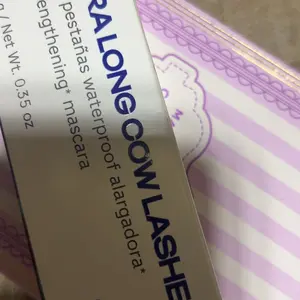 RA LONG COW LASHE
pestañas waterproof alargadora*
engthening* mascara
g / Net Wt. 0.35 oz
M